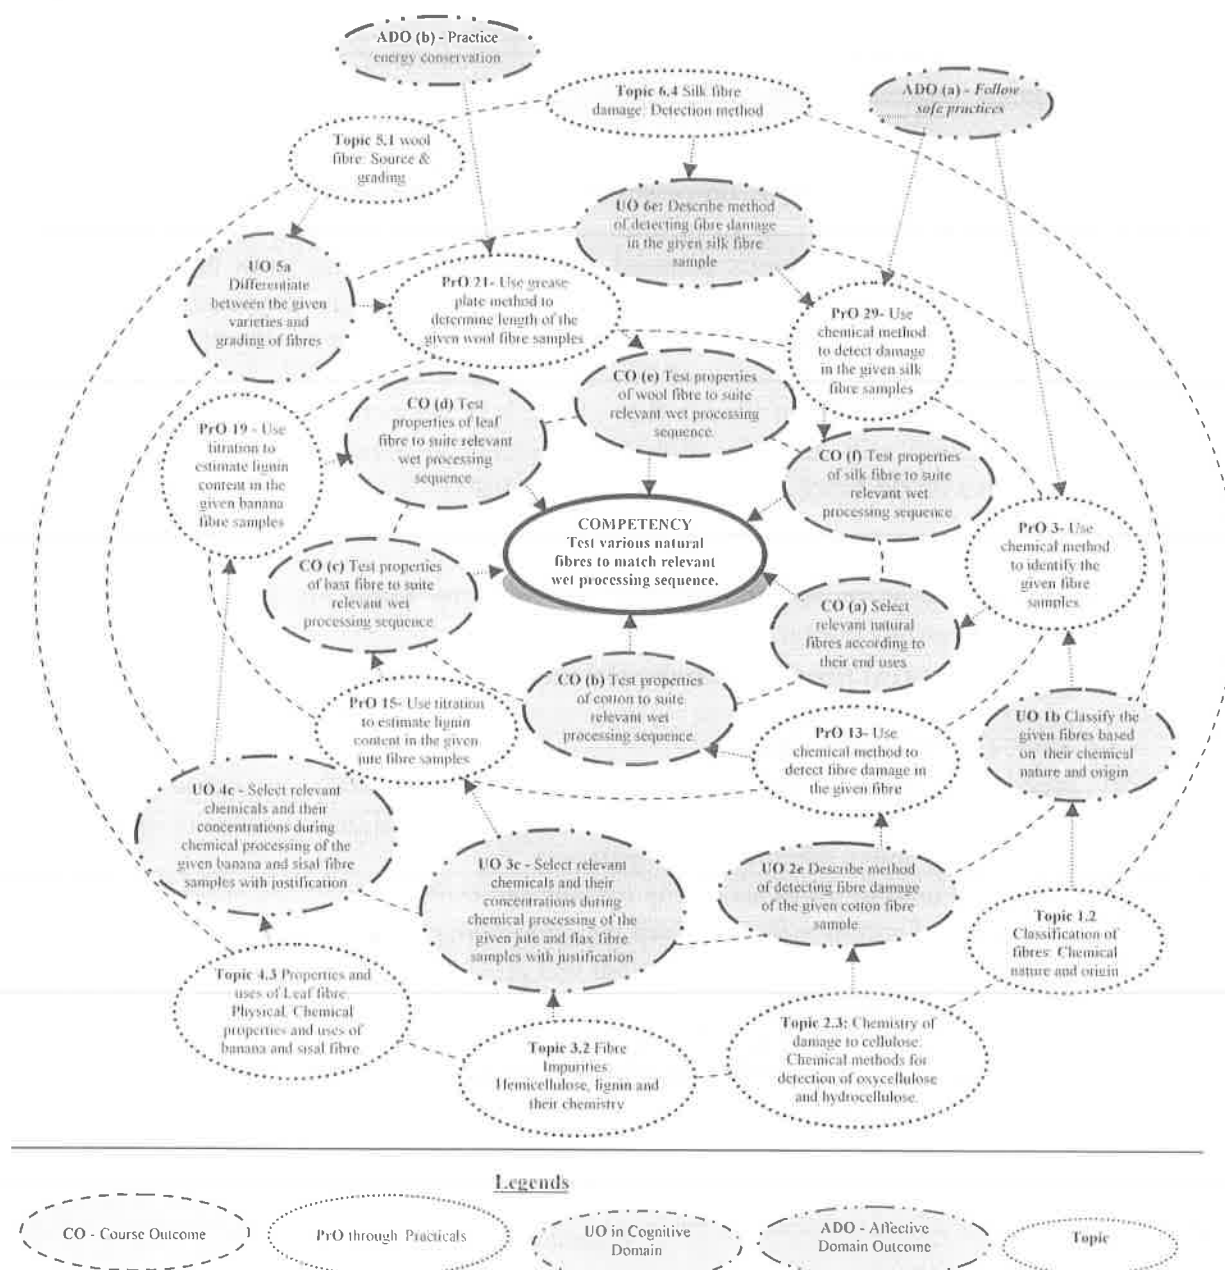 ADO (b) - Practice
energy conservation
Topic 6.4 Silk fibre
damage: Detection method
ADO (a) - Follow
safe practices
Topic 5.1 wool
fibre: Source &
grading
UO 6e: Describe method
of detecting fibre damage
in the given silk fibre
sample
UO 5a
Differentiate
between the given
varieties and
grading of fibres
PrO 21- Use grease
plate method to
determine length of the
given wool fibre samples
PrO 29- Use
chemical method
to detect damage
in the given silk
fibre samples
CO (e) Test properties
of wool fibre to suite
relevant wet processing
sequence.
CO (d) Test
properties of leaf
fibre to suite relevant
wet processing
sequence
PrO 19 - Use
titration to
estimate lignin
content in the
given banana
fibre samples
CO (f) Test properties
of silk fibre to suite
relevant wet
processing sequence
COMPETENCY
Test various natural
fibres to match relevant
wet processing sequence.
PrO 3- Use
chemical method
to identify the
given fibre
samples
CO (c) Test properties
of bast fibre to suite
relevant wet
processing sequence
CO (a) Select
relevant natural
fibres according to
their end uses
CO (b) Test properties
of cotton to suite
relevant wet
processing sequence
PrO 15- Use titration
to estimate lignin
content in the given
jute fibre samples
PrO 13- Use
chemical method to
detect fibre damage in
the given fibre
UO 1b Classify the
given fibres based
on their chemical
nature and origin
UO 4c - Select relevant
chemicals and their
concentrations during
chemical processing of the
given banana and sisal fibre
samples with justification
UO 3c - Select relevant
chemicals and their
concentrations during
chemical processing of the
given jute and flax fibre
samples with justification
UO 2e Describe method
of detecting fibre damage
of the given cotton fibre
sample
Topic 1.2
Classification of
fibres: Chemical
nature and origin
Topic 4.3 Properties and
uses of Leaf fibre
Physical, Chemical
properties and uses of
banana and sisal fibre
Topic 3.2 Fibre
Impurities
Hemicellulose, lignin and
their chemistry
Topic 2.3: Chemistry of
damage to cellulose.
Chemical methods for
detection of oxycellulose
and hydrocellulose.
Legends
CO - Course Outcome
PrO through Practicals
UO in Cognitive
Domain
ADO - Affective
Domain Outcome
Topic